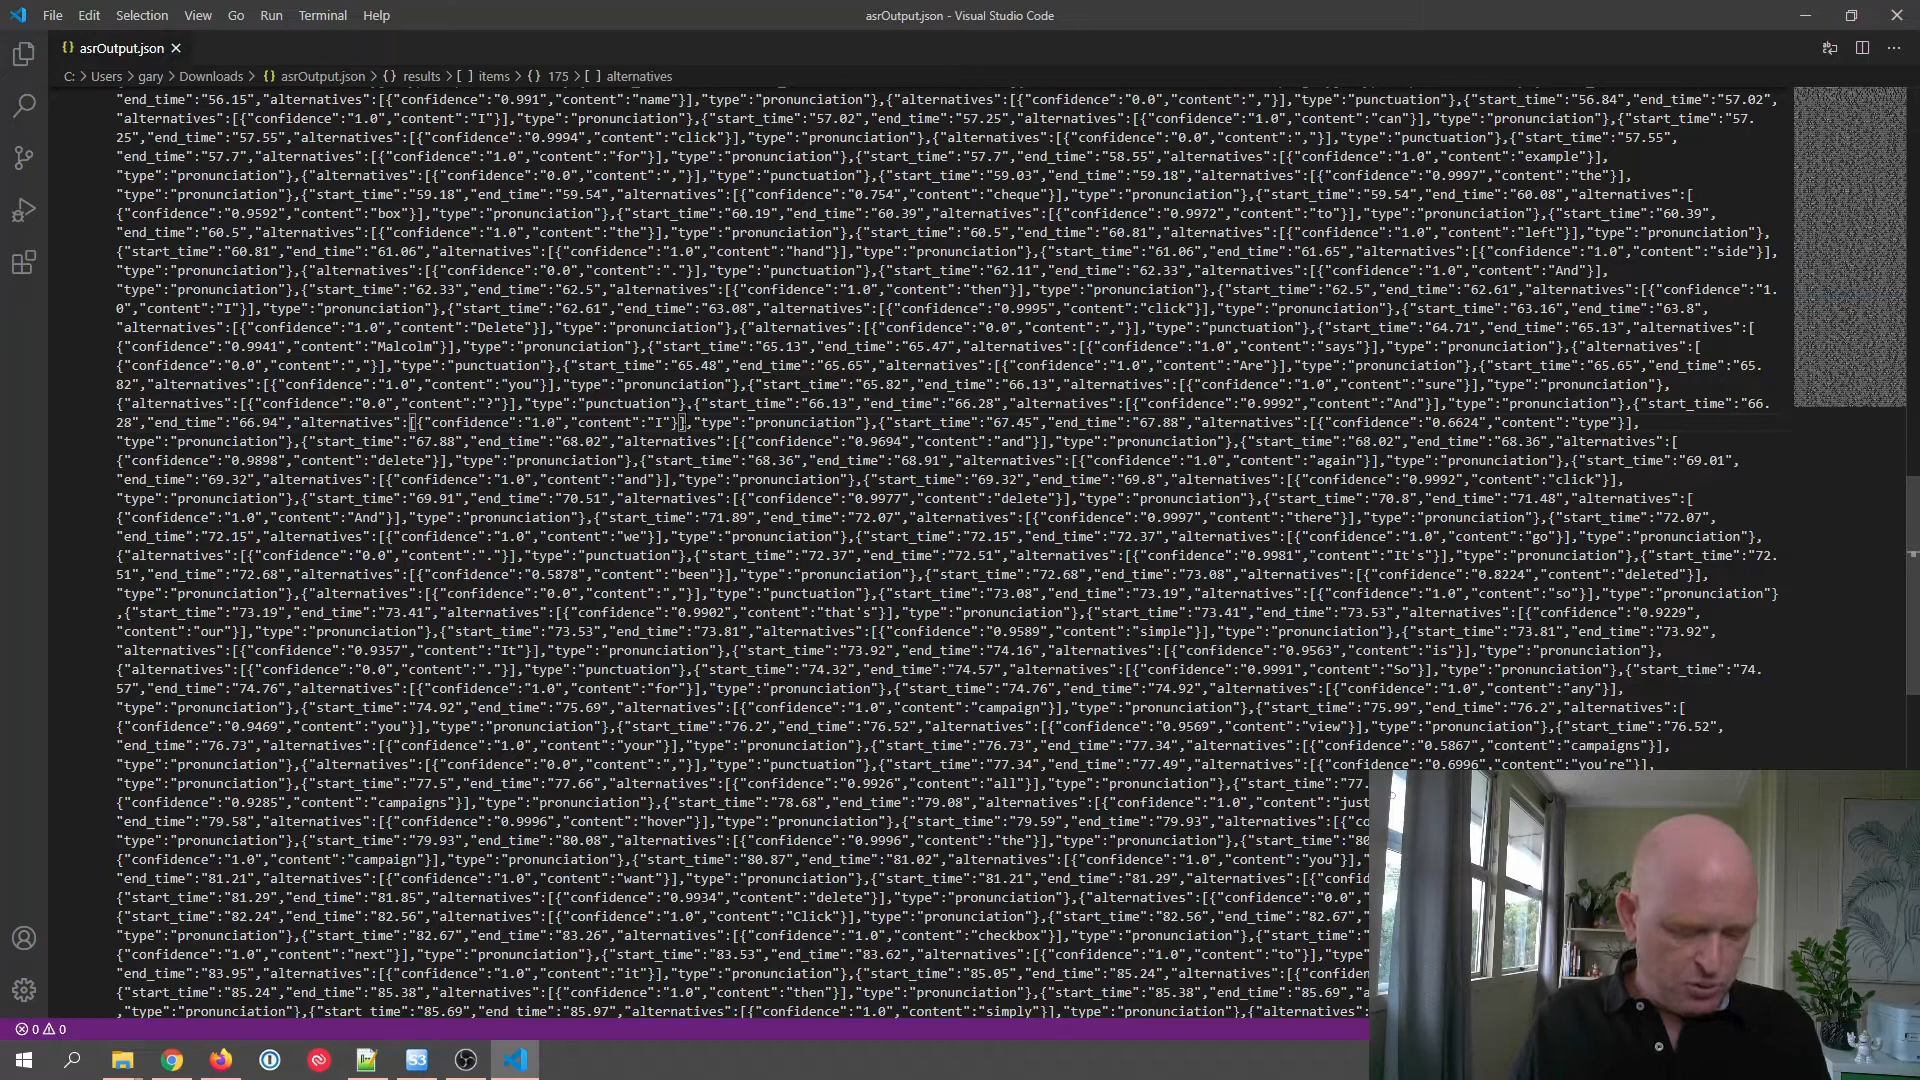 File Edit Selection View Go Run Terminal Help
asrOutput.json - Visual Studio Code
{} asrOutput.json ×
C: > Users > gary > Downloads > {} asrOutput.json > {} results > [ ] items > {} 175 > [ ] alternatives
"end_time":"56.15","alternatives":[{"confidence":"0.991","content":"name"}],"type":"pronunciation"},{"alternatives":[{"confidence":"0.0","content":","}],"type":"punctuation"},{"start_time":"56.84","end_time":"57.02",
"alternatives":[{"confidence":"1.0","content":"I"}],"type":"pronunciation"},{"start_time":"57.02","end_time":"57.25","alternatives":[{"confidence":"1.0","content":"can"}],"type":"pronunciation"},{"start_time":"57.
25","end_time":"57.55","alternatives":[{"confidence":"0.9994","content":"click"}],"type":"pronunciation"},{"alternatives":[{"confidence":"0.0","content":","}],"type":"punctuation"},{"start_time":"57.55",
"end_time":"57.7","alternatives":[{"confidence":"1.0","content":"for"}],"type":"pronunciation"},{"start_time":"57.7","end_time":"58.55","alternatives":[{"confidence":"1.0","content":"example"}],
"type":"pronunciation"},{"alternatives":[{"confidence":"0.0","content":","}],"type":"punctuation"},{"start_time":"59.03","end_time":"59.18","alternatives":[{"confidence":"0.9997","content":"the"}],
"type":"pronunciation"},{"start_time":"59.18","end_time":"59.54","alternatives":[{"confidence":"0.754","content":"cheque"}],"type":"pronunciation"},{"start_time":"59.54","end_time":"60.08","alternatives":[
{"confidence":"0.9592","content":"box"}],"type":"pronunciation"},{"start_time":"60.19","end_time":"60.39","alternatives":[{"confidence":"0.9972","content":"to"}],"type":"pronunciation"},{"start_time":"60.39",
"end_time":"60.5","alternatives":[{"confidence":"1.0","content":"the"}],"type":"pronunciation"},{"start_time":"60.5","end_time":"60.81","alternatives":[{"confidence":"1.0","content":"left"}],"type":"pronunciation"},
{"start_time":"60.81","end_time":"61.06","alternatives":[{"confidence":"1.0","content":"hand"}],"type":"pronunciation"},{"start_time":"61.06","end_time":"61.65","alternatives":[{"confidence":"1.0","content":"side"}],
"type":"pronunciation"},{"alternatives":[{"confidence":"0.0","content":"."}],"type":"punctuation"},{"start_time":"62.11","end_time":"62.33","alternatives":[{"confidence":"1.0","content":"And"}],
"type":"pronunciation"},{"start_time":"62.33","end_time":"62.5","alternatives":[{"confidence":"1.0","content":"then"}],"type":"pronunciation"},{"start_time":"62.5","end_time":"62.61","alternatives":[{"confidence":"1.
0","content":"I"}],"type":"pronunciation"},{"start_time":"62.61","end_time":"63.08","alternatives":[{"confidence":"0.9995","content":"click"}],"type":"pronunciation"},{"start_time":"63.16","end_time":"63.8",
"alternatives":[{"confidence":"1.0","content":"Delete"}],"type":"pronunciation"},{"alternatives":[{"confidence":"0.0","content":","}],"type":"punctuation"},{"start_time":"64.71","end_time":"65.13","alternatives":[
{"confidence":"0.9941","content":"Malcolm"}],"type":"pronunciation"},{"start_time":"65.13","end_time":"65.47","alternatives":[{"confidence":"1.0","content":"says"}],"type":"pronunciation"},{"alternatives":[
{"confidence":"0.0","content":","}],"type":"punctuation"},{"start_time":"65.48","end_time":"65.65","alternatives":[{"confidence":"1.0","content":"Are"}],"type":"pronunciation"},{"start_time":"65.65","end_time":"65.
82","alternatives":[{"confidence":"1.0","content":"you"}],"type":"pronunciation"},{"start_time":"65.82","end_time":"66.13","alternatives":[{"confidence":"1.0","content":"sure"}],"type":"pronunciation"},
{"alternatives":[{"confidence":"0.0","content":"?"}],"type":"punctuation"},{"start_time":"66.13","end_time":"66.28","alternatives":[{"confidence":"0.9992","content":"And"}],"type":"pronunciation"},{"start_time":"66.
28","end_time":"66.94","alternatives":[{"confidence":"1.0","content":"I"}],"type":"pronunciation"},{"start_time":"67.45","end_time":"67.88","alternatives":[{"confidence":"0.6624","content":"type"}],
"type":"pronunciation"},{"start_time":"67.88","end_time":"68.02","alternatives":[{"confidence":"0.9694","content":"and"}],"type":"pronunciation"},{"start_time":"68.02","end_time":"68.36","alternatives":[
{"confidence":"0.9898","content":"delete"}],"type":"pronunciation"},{"start_time":"68.36","end_time":"68.91","alternatives":[{"confidence":"1.0","content":"again"}],"type":"pronunciation"},{"start_time":"69.01",
"end_time":"69.32","alternatives":[{"confidence":"1.0","content":"and"}],"type":"pronunciation"},{"start_time":"69.32","end_time":"69.8","alternatives":[{"confidence":"0.9992","content":"click"}],
"type":"pronunciation"},{"start_time":"69.91","end_time":"70.51","alternatives":[{"confidence":"0.9977","content":"delete"}],"type":"pronunciation"},{"start_time":"70.8","end_time":"71.48","alternatives":[
{"confidence":"1.0","content":"And"}],"type":"pronunciation"},{"start_time":"71.89","end_time":"72.07","alternatives":[{"confidence":"0.9997","content":"there"}],"type":"pronunciation"},{"start_time":"72.07",
"end_time":"72.15","alternatives":[{"confidence":"1.0","content":"we"}],"type":"pronunciation"},{"start_time":"72.15","end_time":"72.37","alternatives":[{"confidence":"1.0","content":"go"}],"type":"pronunciation"},
{"alternatives":[{"confidence":"0.0","content":"."}],"type":"punctuation"},{"start_time":"72.37","end_time":"72.51","alternatives":[{"confidence":"0.9981","content":"It's"}],"type":"pronunciation"},{"start_time":"72.
51","end_time":"72.68","alternatives":[{"confidence":"0.5878","content":"been"}],"type":"pronunciation"},{"start_time":"72.68","end_time":"73.08","alternatives":[{"confidence":"0.8224","content":"deleted"}],
"type":"pronunciation"},{"alternatives":[{"confidence":"0.0","content":","}],"type":"punctuation"},{"start_time":"73.08","end_time":"73.19","alternatives":[{"confidence":"1.0","content":"so"}],"type":"pronunciation"}
,{"start_time":"73.19","end_time":"73.41","alternatives":[{"confidence":"0.9902","content":"that's"}],"type":"pronunciation"},{"start_time":"73.41","end_time":"73.53","alternatives":[{"confidence":"0.9229",
"content":"our"}],"type":"pronunciation"},{"start_time":"73.53","end_time":"73.81","alternatives":[{"confidence":"0.9589","content":"simple"}],"type":"pronunciation"},{"start_time":"73.81","end_time":"73.92",
"alternatives":[{"confidence":"0.9357","content":"It"}],"type":"pronunciation"},{"start_time":"73.92","end_time":"74.16","alternatives":[{"confidence":"0.9563","content":"is"}],"type":"pronunciation"},
{"alternatives":[{"confidence":"0.0","content":"."}],"type":"punctuation"},{"start_time":"74.32","end_time":"74.57","alternatives":[{"confidence":"0.9991","content":"So"}],"type":"pronunciation"},{"start_time":"74.
57","end_time":"74.76","alternatives":[{"confidence":"1.0","content":"for"}],"type":"pronunciation"},{"start_time":"74.76","end_time":"74.92","alternatives":[{"confidence":"1.0","content":"any"}],
"type":"pronunciation"},{"start_time":"74.92","end_time":"75.69","alternatives":[{"confidence":"1.0","content":"campaign"}],"type":"pronunciation"},{"start_time":"75.99","end_time":"76.2","alternatives":[
{"confidence":"0.9469","content":"you"}],"type":"pronunciation"},{"start_time":"76.2","end_time":"76.52","alternatives":[{"confidence":"0.9569","content":"view"}],"type":"pronunciation"},{"start_time":"76.52",
"end_time":"76.73","alternatives":[{"confidence":"1.0","content":"your"}],"type":"pronunciation"},{"start_time":"76.73","end_time":"77.34","alternatives":[{"confidence":"0.5867","content":"campaigns"}],
"type":"pronunciation"},{"alternatives":[{"confidence":"0.0","content":","}],"type":"punctuation"},{"start_time":"77.34","end_time":"77.49","alternatives":[{"confidence":"0.6996","content":"you're"}],
"type":"pronunciation"},{"start_time":"77.5","end_time":"77.66","alternatives":[{"confidence":"0.9926","content":"all"}],"type":"pronunciation"},{"start_time":"77.
{"confidence":"0.9285","content":"campaigns"}],"type":"pronunciation"},{"start_time":"78.68","end_time":"79.08","alternatives":[{"confidence":"1.0","content":"just
"end_time":"79.58","alternatives":[{"confidence":"0.9996","content":"hover"}],"type":"pronunciation"},{"start_time":"79.59","end_time":"79.93","alternatives":[{"co
"type":"pronunciation"},{"start_time":"79.93","end_time":"80.08","alternatives":[{"confidence":"0.9996","content":"the"}],"type":"pronunciation"},{"start_time":"80
{"confidence":"1.0","content":"campaign"}],"type":"pronunciation"},{"start_time":"80.87","end_time":"81.02","alternatives":[{"confidence":"1.0","content":"you"}],"
"end_time":"81.21","alternatives":[{"confidence":"1.0","content":"want"}],"type":"pronunciation"},{"start_time":"81.21","end_time":"81.29","alternatives":[{"confid
{"start_time":"81.29","end_time":"81.85","alternatives":[{"confidence":"0.9934","content":"delete"}],"type":"pronunciation"},{"alternatives":[{"confidence":"0.0",
{"start_time":"82.24","end_time":"82.56","alternatives":[{"confidence":"1.0","content":"Click"}],"type":"pronunciation"},{"start_time":"82.56","end_time":"82.67",
"type":"pronunciation"},{"start_time":"82.67","end_time":"83.26","alternatives":[{"confidence":"1.0","content":"checkbox"}],"type":"pronunciation"},{"start_time":"
{"confidence":"1.0","content":"next"}],"type":"pronunciation"},{"start_time":"83.53","end_time":"83.62","alternatives":[{"confidence":"1.0","content":"to"}],"type"
"end_time":"83.95","alternatives":[{"confidence":"1.0","content":"it"}],"type":"pronunciation"},{"start_time":"85.05","end_time":"85.24","alternatives":[{"confiden
{"start_time":"85.24","end_time":"85.38","alternatives":[{"confidence":"1.0","content":"then"}],"type":"pronunciation"},{"start_time":"85.38","end_time":"85.69","a
,"type":"pronunciation"},{"start_time":"85.69","end_time":"85.97","alternatives":[{"confidence":"1.0","content":"simply"}],"type":"pronunciation"},{"alternatives":
0 0
S3